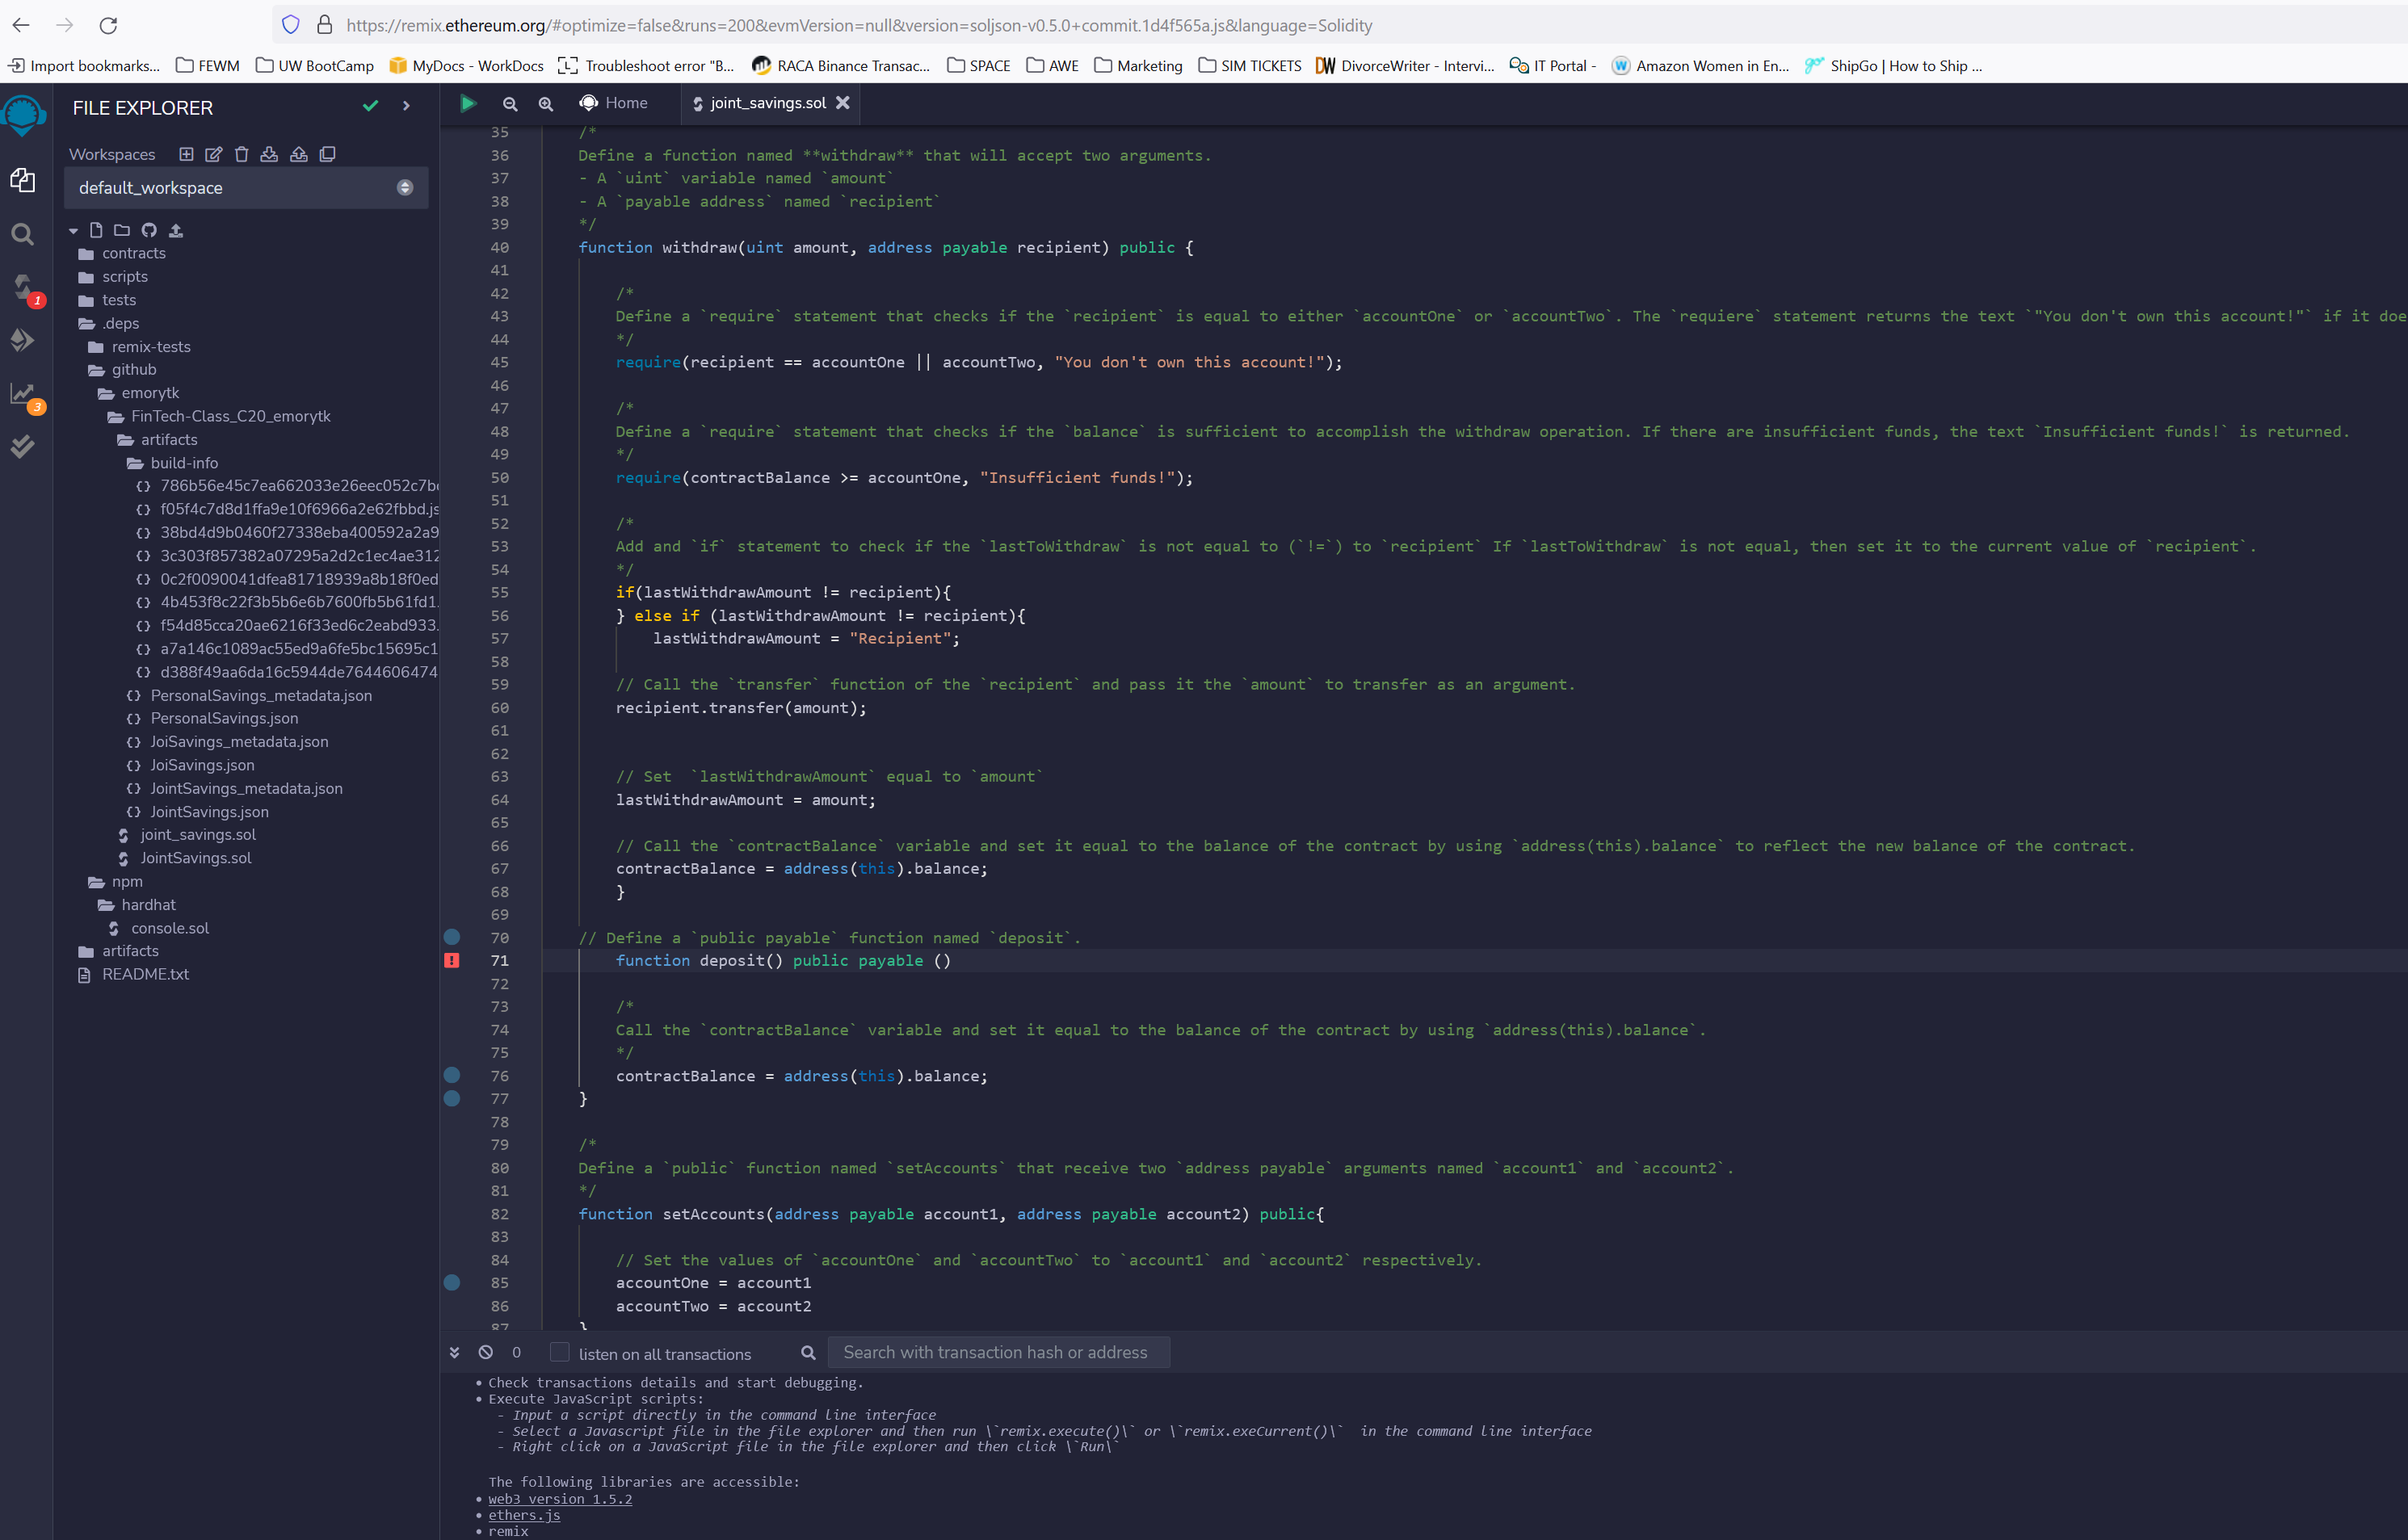 https://remix.ethereum.org/#optimize=false&runs=200&evmVersion=null&version=soljson-v0.5.0+commit.1d4f565a.js&language=Solidity
Import bookmarks... FEWM UW BootCamp MyDocs - WorkDocs Troubleshoot error "B... RACA Binance Transac... SPACE AWE Marketing SIM TICKETS DivorceWriter - Intervi... IT Portal - Amazon Women in En... ShipGo | How to Ship ...
FILE EXPLORER
Workspaces
default_workspace
contracts
scripts
tests
.deps
remix-tests
github
emorytk
FinTech-Class_C20_emorytk
artifacts
build-info
786b56e45c7ea662033e26eec052c7be
f05f4c7d8d1ffa9e10f6966a2e62fbbd.js
38bd4d9b0460f27338eba400592a2a9
3c303f857382a07295a2d2c1ec4ae312
0c2f0090041dfea81718939a8b18f0ed
4b453f8c22f3b5b6e6b7600fb5b61fd1.
f54d85cca20ae6216f33ed6c2eabd933.
a7a146c1089ac55ed9a6fe5bc15695c1
d388f49aa6da16c5944de7644606474
PersonalSavings_metadata.json
PersonalSavings.json
JoiSavings_metadata.json
JoiSavings.json
JointSavings_metadata.json
JointSavings.json
joint_savings.sol
JointSavings.sol
npm
hardhat
console.sol
artifacts
README.txt
1
3
Home joint_savings.sol
35 /*
36 Define a function named **withdraw** that will accept two arguments.
37 - A `uint` variable named `amount`
38 - A `payable address` named `recipient`
39 */
40 function withdraw(uint amount, address payable recipient) public {
41
42 /*
43 Define a `require` statement that checks if the `recipient` is equal to either `accountOne` or `accountTwo`. The `requiere` statement returns the text `"You don't own this account!"` if it doe
44 */
45 require(recipient == accountOne || accountTwo, "You don't own this account!");
46
47 /*
48 Define a `require` statement that checks if the `balance` is sufficient to accomplish the withdraw operation. If there are insufficient funds, the text `Insufficient funds!` is returned.
49 */
50 require(contractBalance >= accountOne, "Insufficient funds!");
51
52 /*
53 Add and `if` statement to check if the `lastToWithdraw` is not equal to (`!=`) to `recipient` If `lastToWithdraw` is not equal, then set it to the current value of `recipient`.
54 */
55 if(lastWithdrawAmount != recipient){
56 } else if (lastWithdrawAmount != recipient){
57 lastWithdrawAmount = "Recipient";
58
59 // Call the `transfer` function of the `recipient` and pass it the `amount` to transfer as an argument.
60 recipient.transfer(amount);
61
62
63 // Set  `lastWithdrawAmount` equal to `amount`
64 lastWithdrawAmount = amount;
65
66 // Call the `contractBalance` variable and set it equal to the balance of the contract by using `address(this).balance` to reflect the new balance of the contract.
67 contractBalance = address(this).balance;
68 }
69
70 // Define a `public payable` function named `deposit`.
71 function deposit() public payable ()
72
73 /*
74 Call the `contractBalance` variable and set it equal to the balance of the contract by using `address(this).balance`.
75 */
76 contractBalance = address(this).balance;
77 }
78
79 /*
80 Define a `public` function named `setAccounts` that receive two `address payable` arguments named `account1` and `account2`.
81 */
82 function setAccounts(address payable account1, address payable account2) public{
83
84 // Set the values of `accountOne` and `accountTwo` to `account1` and `account2` respectively.
85 accountOne = account1
86 accountTwo = account2
87 }
0 listen on all transactions Search with transaction hash or address
• Check transactions details and start debugging.
• Execute JavaScript scripts:
- Input a script directly in the command line interface
- Select a Javascript file in the file explorer and then run \`remix.execute()\` or \`remix.exeCurrent()\`  in the command line interface
- Right click on a JavaScript file in the file explorer and then click \`Run\`
The following libraries are accessible:
• web3 version 1.5.2
• ethers.js
• remix